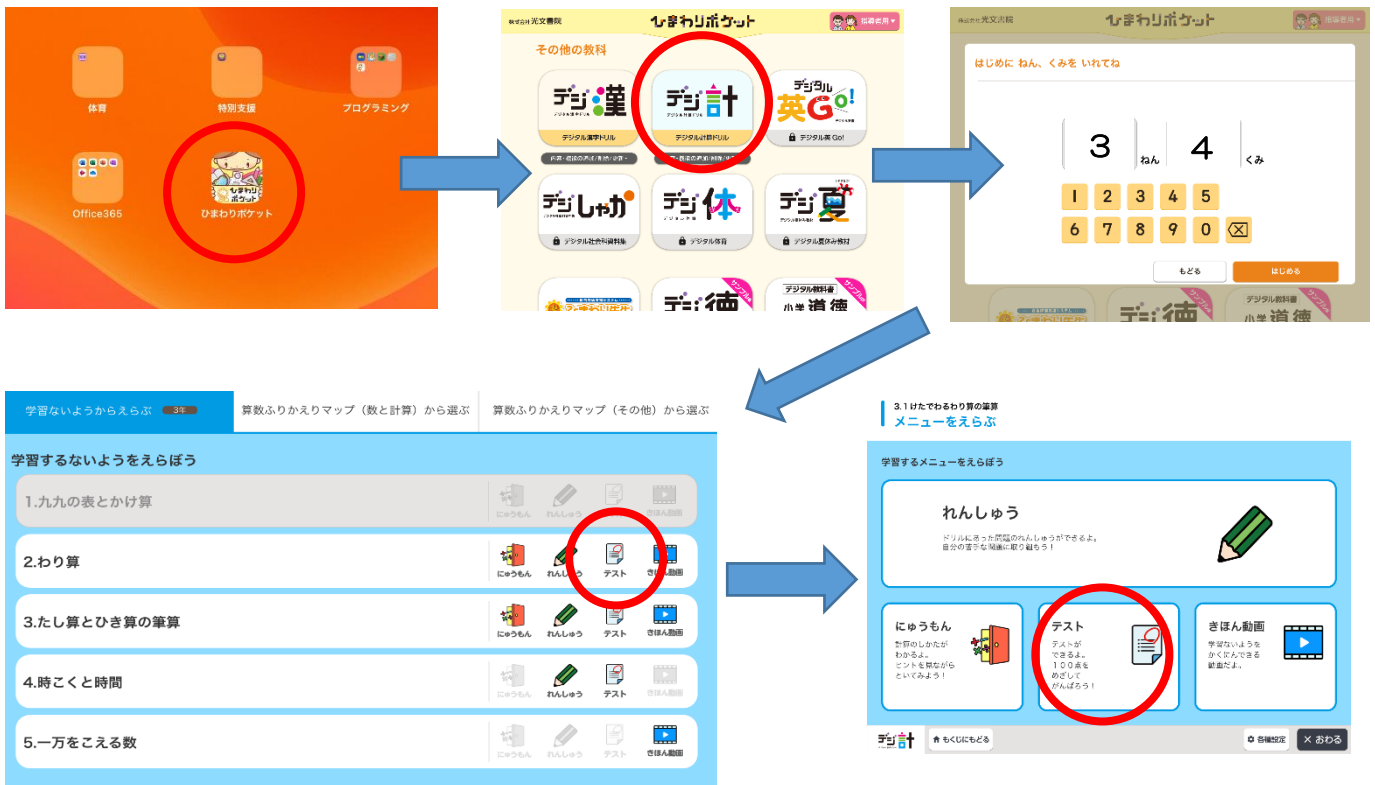 体育
特別支援
プログラミング
Office365
ひまわりポケット
株式会社光文書院
ひまわりポケット
指導者用
その他の教科
デジ漢
デジタル漢字ドリル
デジ計
デジタル計算ドリル
デジタル
英GO!
デジタル英 Go!
デジしゃか
デジタル社会科資料集
デジ体
デジタル体育
デジ夏
デジタル夏休み教材
サンプル
デジ徳
デジタル教科書
小学道徳
株式会社光文書院
ひまわりポケット
指導者用
はじめに ねん、くみを いれてね
3 ねん 4 くみ
1 2 3 4 5
6 7 8 9 0
もどる
はじめる
デジ徳
デジタル教科書
小学道徳
学習ないようからえらぶ 3年
算数ふりかえりマップ（数と計算）から選ぶ
算数ふりかえりマップ（その他）から選ぶ
学習するないようをえらぼう
1.九九の表とかけ算
にゅうもん れんしゅう きほん動画
2.わり算
にゅうもん れんしゅう テスト きほん動画
3.たし算とひき算の筆算
にゅうもん れんしゅう テスト きほん動画
4.時こくと時間
にゅうもん れんしゅう テスト きほん動画
5.一万をこえる数
にゅうもん れんしゅう テスト きほん動画
3.1けたでわるわり算の筆算
メニューをえらぶ
学習するメニューをえらぼう
れんしゅう
ドリルにあった問題のれんしゅうができるよ。
自分の苦手な問題に取り組もう！
にゅうもん
計算のしかたが
わかるよ。
ヒントを見ながら
といてみよう！
テスト
テストが
できるよ。
１００点を
めざして
がんばろう！
きほん動画
学習ないようを
かくにんできる
動画だよ。
デジ計
もくじにもどる
各種設定
× おわる